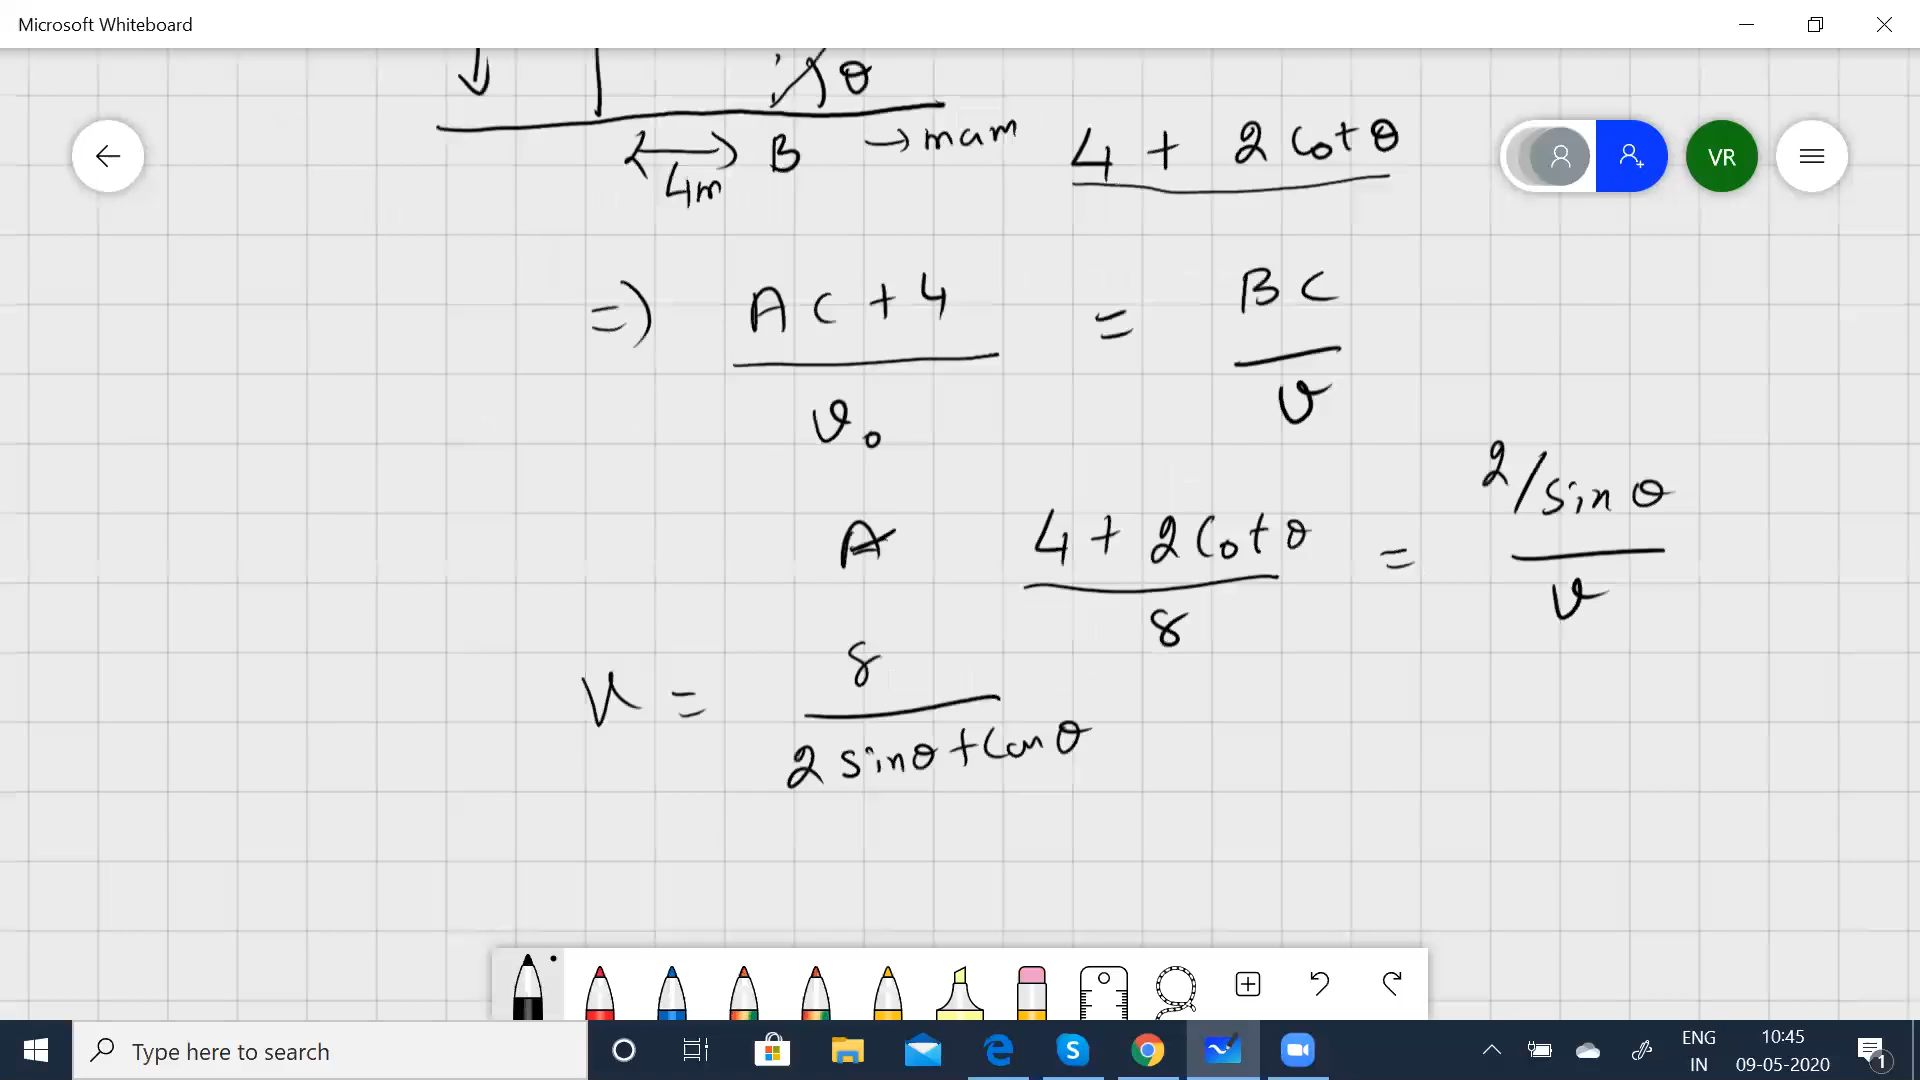 Microsoft Whiteboard
θ
4m
B
→ man
4 + 2 Cot θ
VR
=> AC + 4 / v₀ = BC / v
A
4 + 2 Cot θ / 8 = 2/sin θ / v
v = 8 / 2 sin θ + Cos θ
Type here to search
ENG
IN
10:45
09-05-2020
1